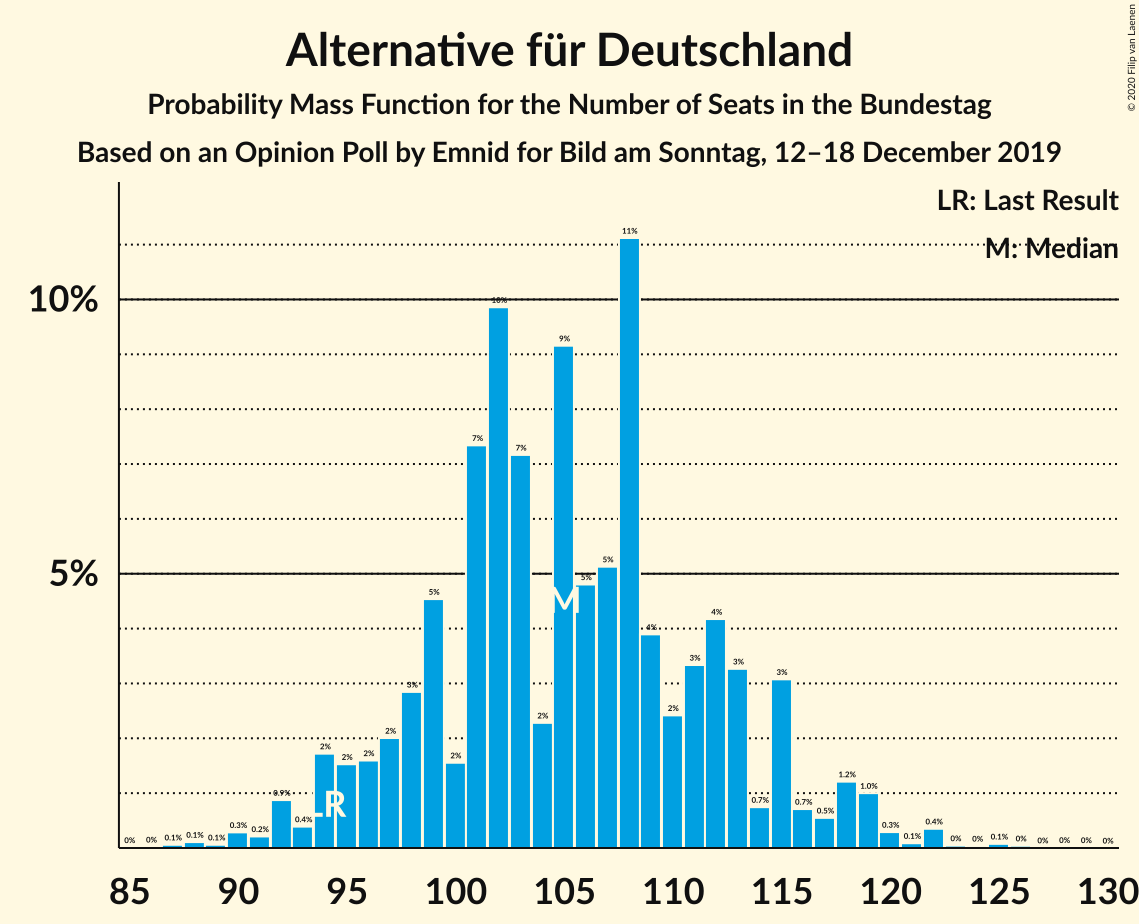 © 2020 Filip van Laenen
Alternative für Deutschland
Probability Mass Function for the Number of Seats in the Bundestag
Based on an Opinion Poll by Emnid for Bild am Sonntag, 12–18 December 2019
LR: Last Result
M: Median
10%
5%
0% 0% 0.1% 0.1% 0.1% 0.3% 0.2% 0.9% 0.4% 2% 2% 2% 2% 3% 5% 2% 7% 10% 7% 2% 9% 5% 5% 11% 4% 2% 3% 4% 3% 0.7% 3% 0.7% 0.5% 1.2% 1.0% 0.3% 0.1% 0.4% 0% 0% 0.1% 0% 0% 0% 0% 0%
LR
M
85 90 95 100 105 110 115 120 125 130